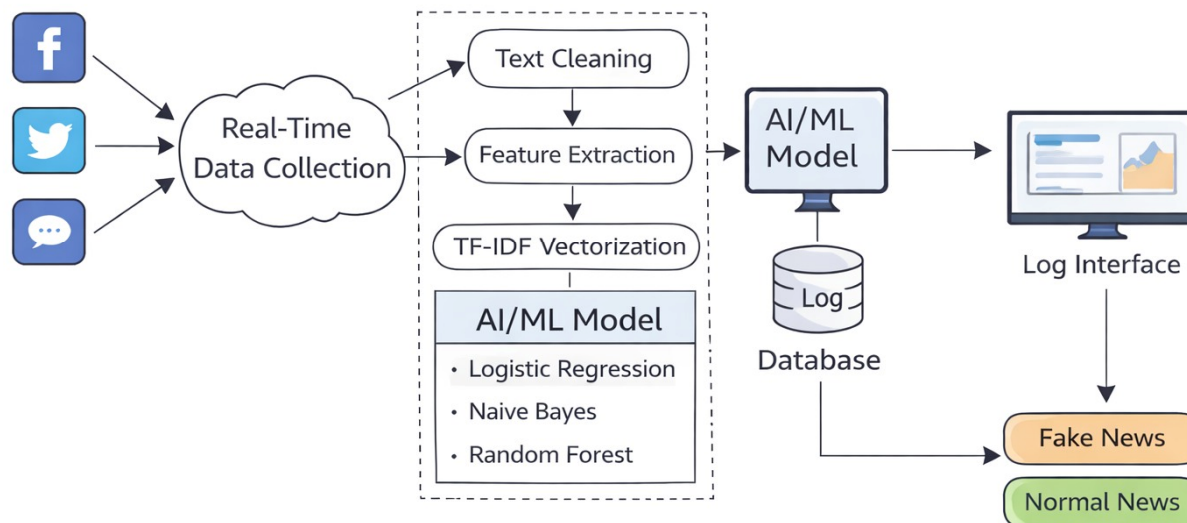 f
Real-Time
Data Collection
Text Cleaning
Feature Extraction
TF-IDF Vectorization
AI/ML Model
· Logistic Regression
· Naive Bayes
· Random Forest
AI/ML
Model
Log
Database
Log Interface
Fake News
Normal News